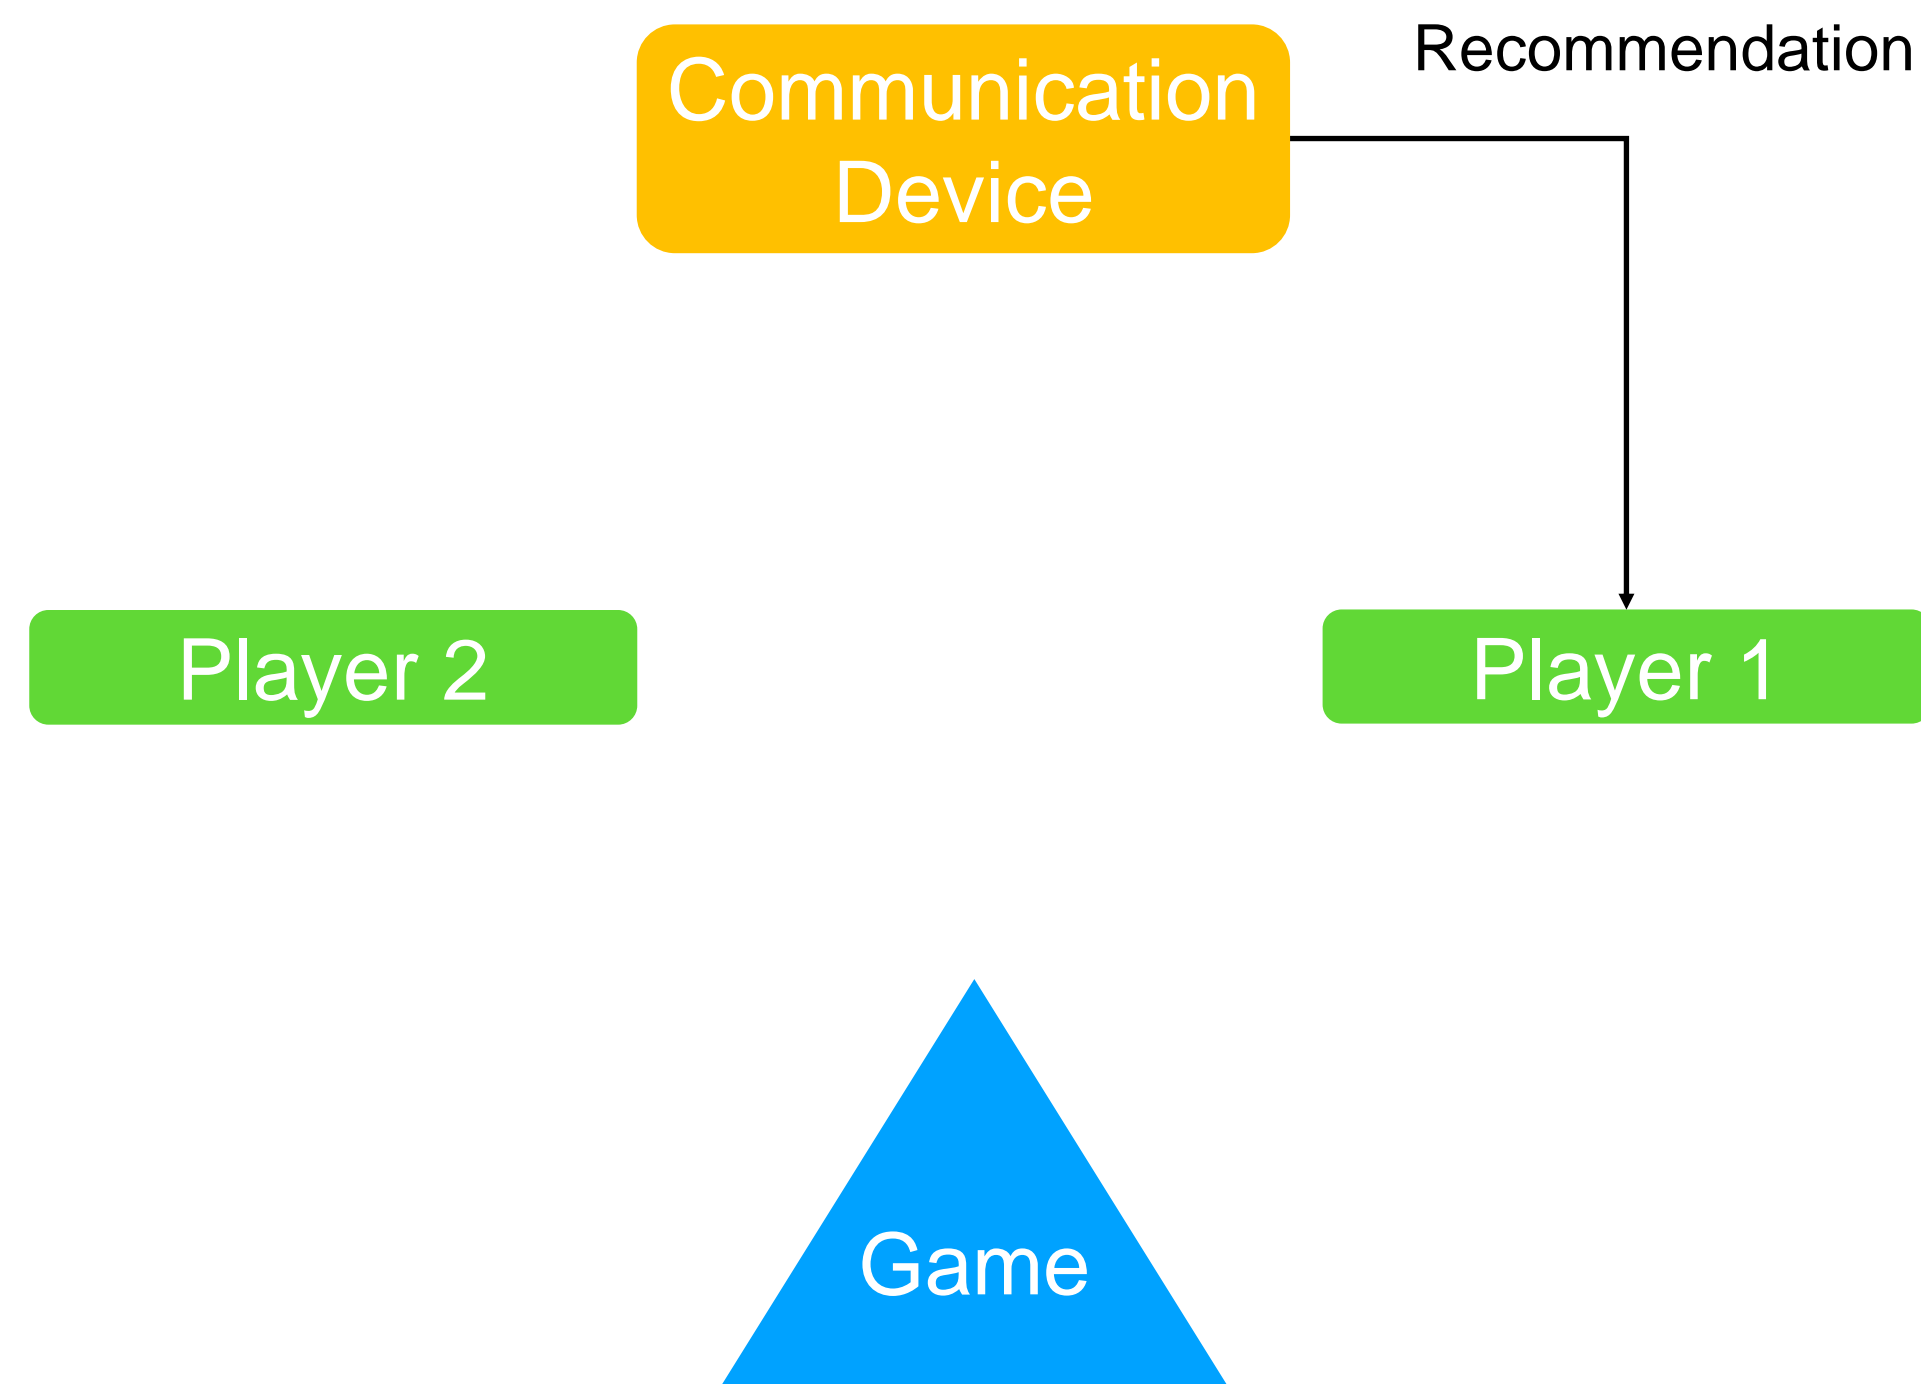 Recommendation
Communication
Device
Player 2
Player 1
Game